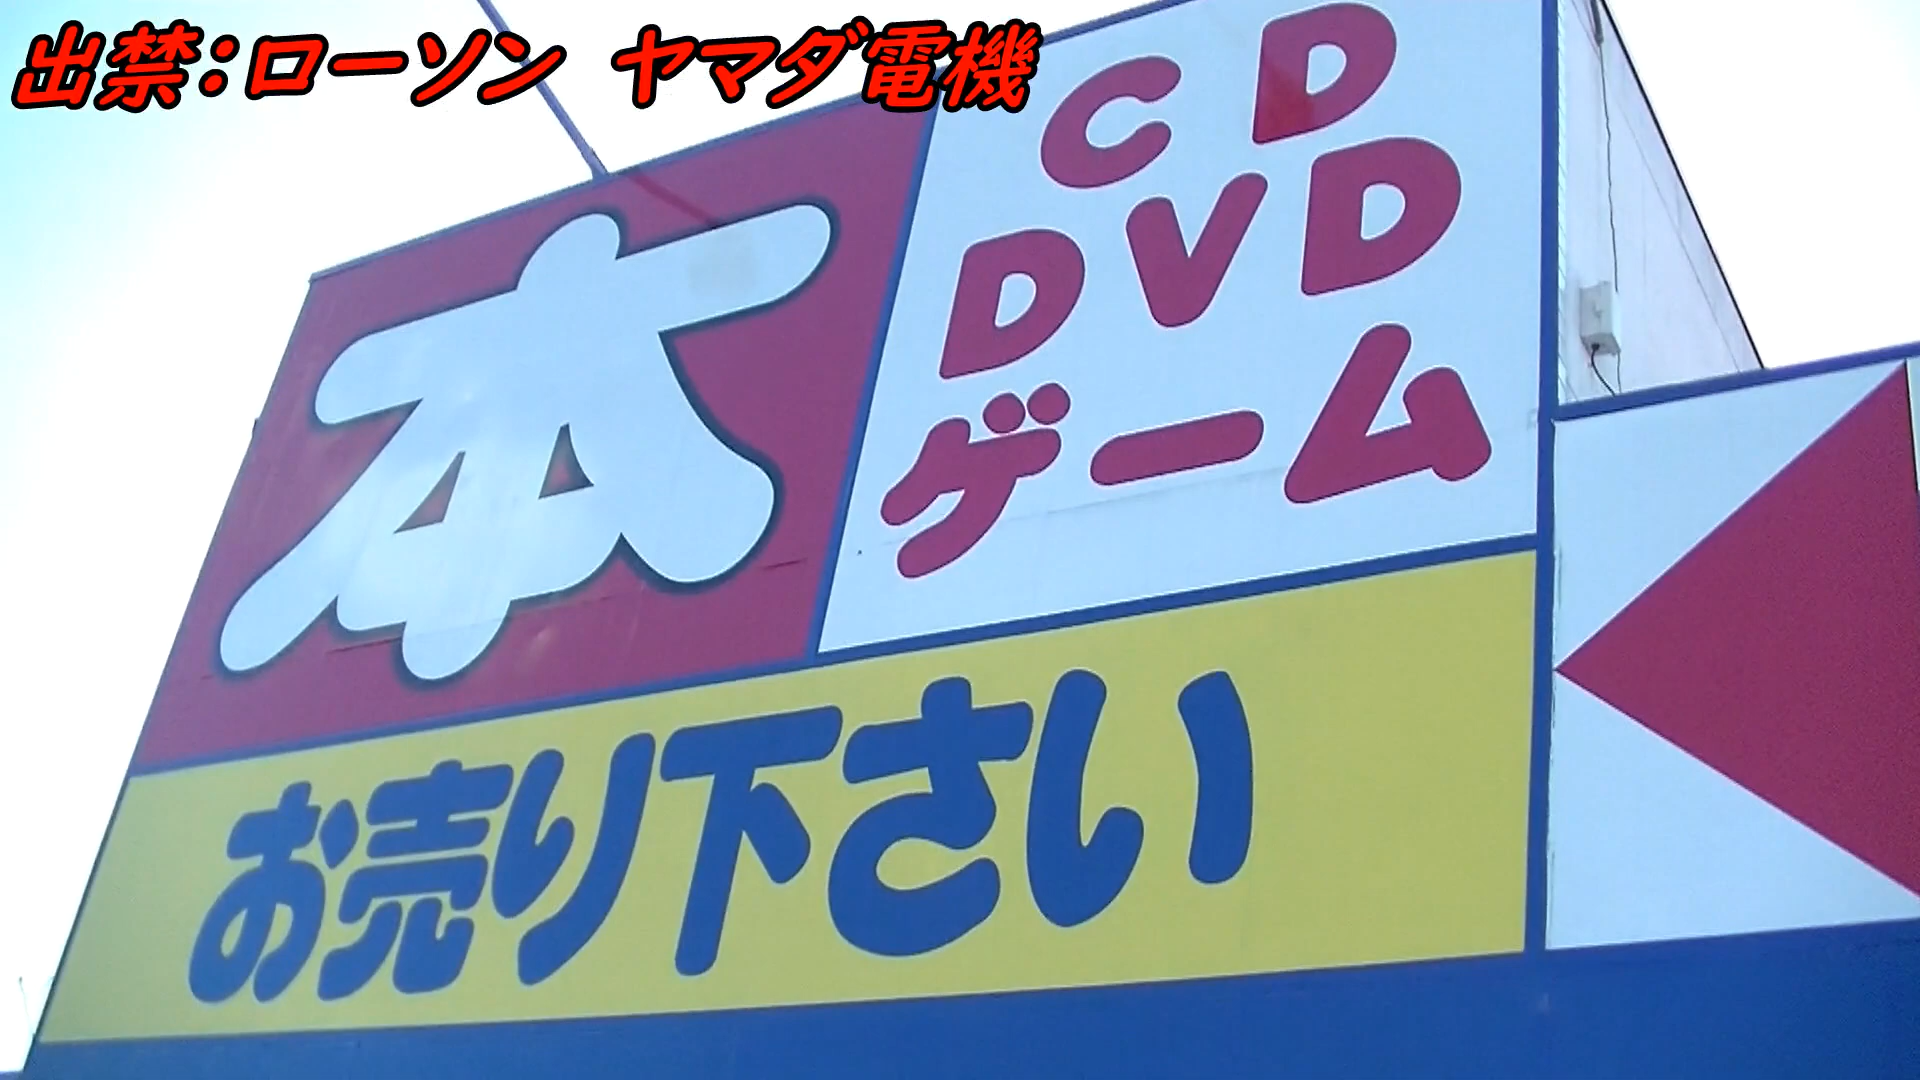 出禁：ローソン　ヤマダ電機
本
CD
DVD
ゲーム
お売り下さい